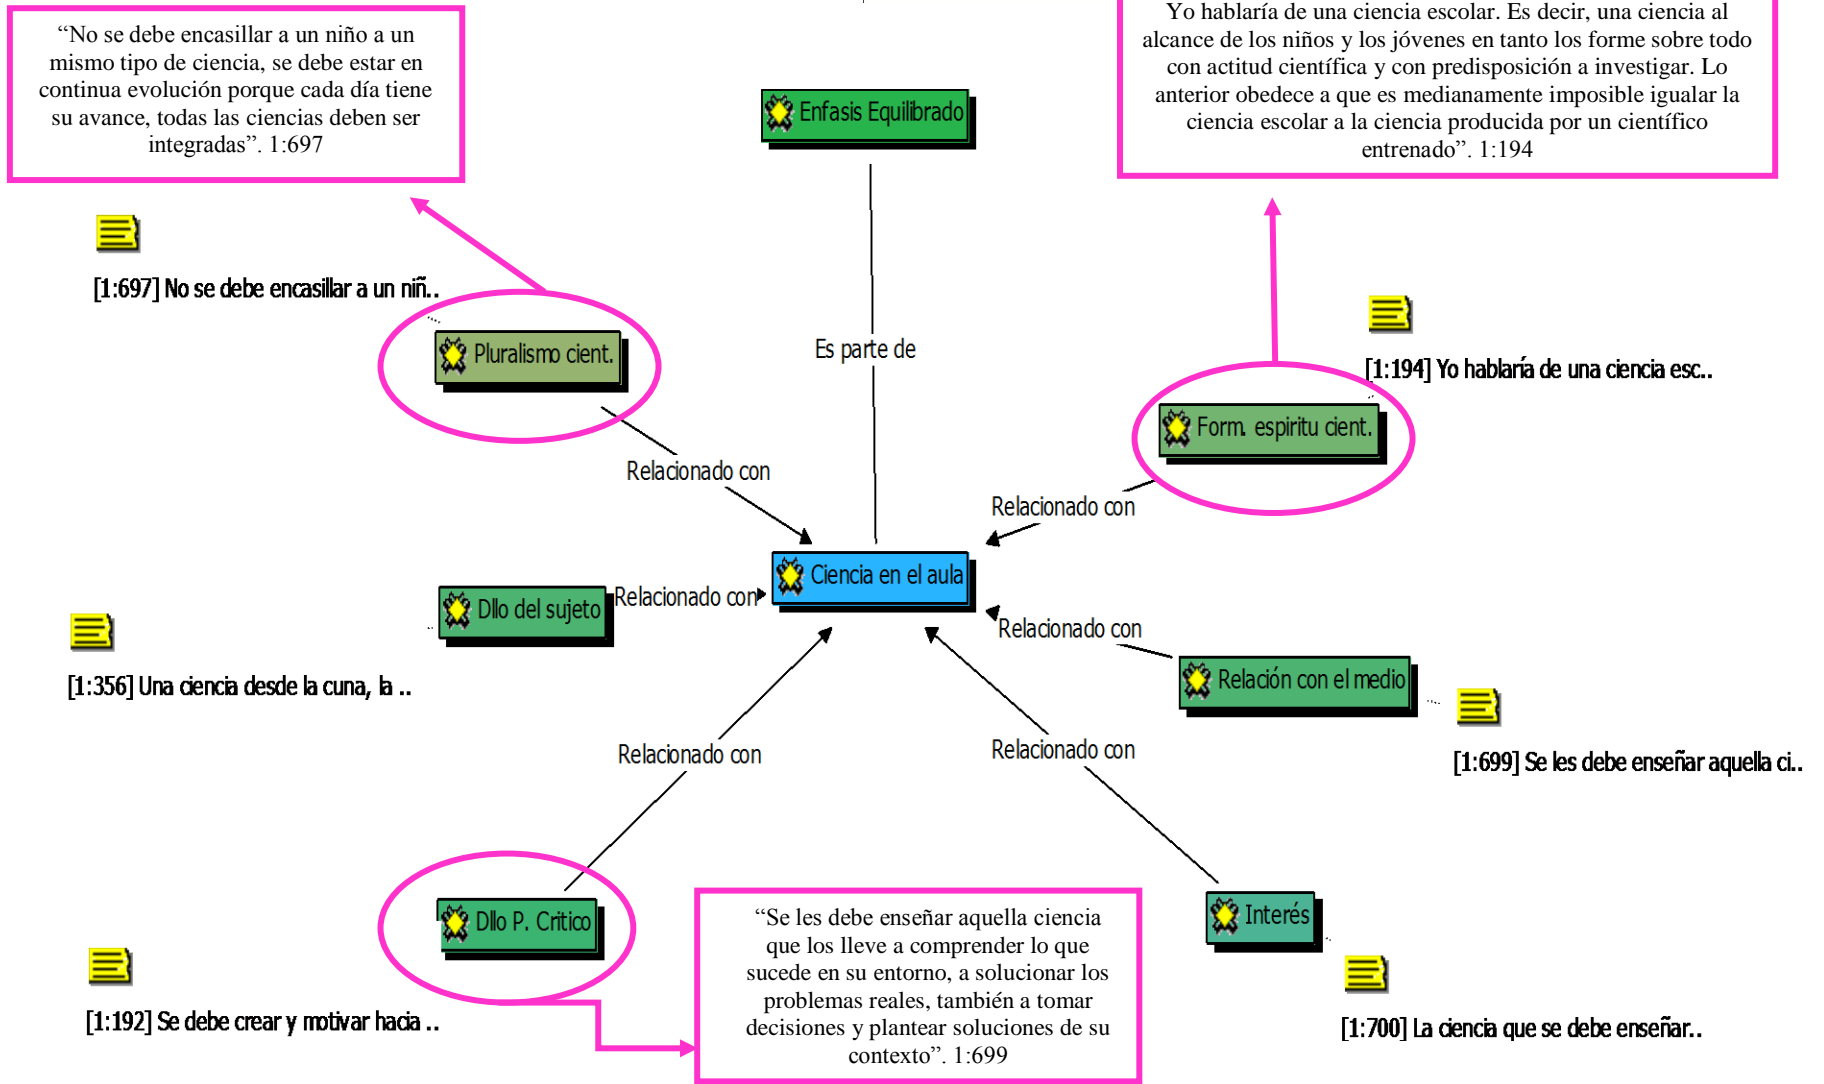 “No se debe encasillar a un niño a un
mismo tipo de ciencia, se debe estar en
continua evolución porque cada día tiene
su avance, todas las ciencias deben ser
integradas”. 1:697
Yo hablaría de una ciencia escolar. Es decir, una ciencia al
alcance de los niños y los jóvenes en tanto los forme sobre todo
con actitud científica y con predisposición a investigar. Lo
anterior obedece a que es medianamente imposible igualar la
ciencia escolar a la ciencia producida por un científico
entrenado”. 1:194
Enfasis Equilibrado
[1:697] No se debe encasillar a un niñ..
Pluralismo cient.
Es parte de
[1:194] Yo hablaría de una ciencia esc..
Form. espiritu cient.
Relacionado con
Relacionado con
Ciencia en el aula
Dllo del sujeto
Relacionado con
Relacionado con
[1:356] Una ciencia desde la cuna, la ..
Relación con el medio
[1:699] Se les debe enseñar aquella ci..
Relacionado con
Relacionado con
Dllo P. Critico
“Se les debe enseñar aquella ciencia
que los lleve a comprender lo que
sucede en su entorno, a solucionar los
problemas reales, también a tomar
decisiones y plantear soluciones de su
contexto”. 1:699
Interés
[1:192] Se debe crear y motivar hacia ..
[1:700] La ciencia que se debe enseñar..